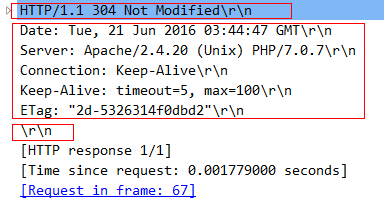 HTTP/1.1 304 Not Modified\r\n
Date: Tue, 21 Jun 2016 03:44:47 GMT\r\n
Server: Apache/2.4.20 (Unix) PHP/7.0.7\r\n
Connection: Keep-Alive\r\n
Keep-Alive: timeout=5, max=100\r\n
ETag: "2d-5326314f0dbd2"\r\n
\r\n
[HTTP response 1/1]
[Time since request: 0.001779000 seconds]
[Request in frame: 67]